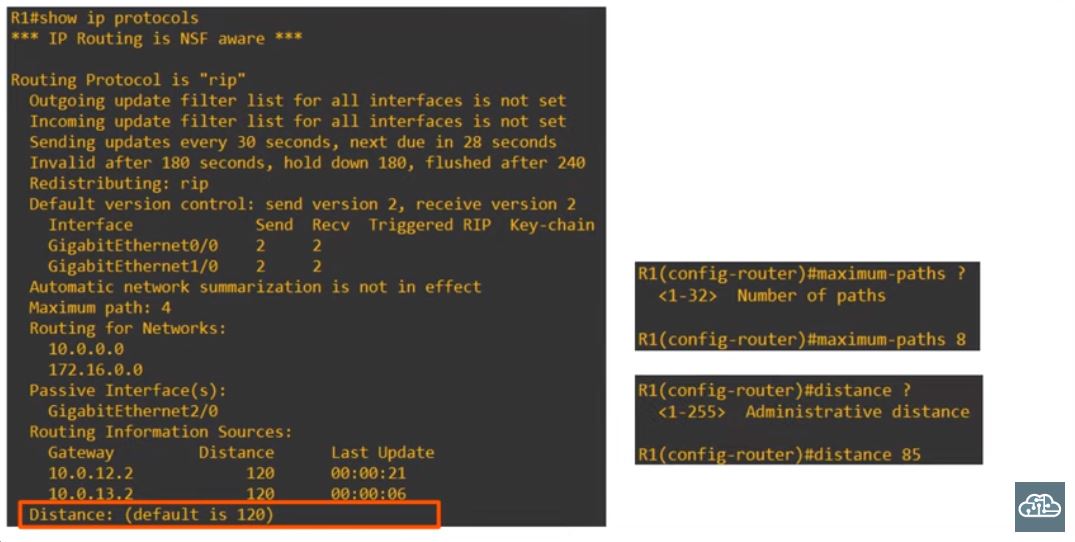 R1#show ip protocols
*** IP Routing is NSF aware ***
Routing Protocol is "rip"
Outgoing update filter list for all interfaces is not set
Incoming update filter list for all interfaces is not set
Sending updates every 30 seconds, next due in 28 seconds
Invalid after 180 seconds, hold down 180, flushed after 240
Redistributing: rip
Default version control: send version 2, receive version 2
Interface Send Recv Triggered RIP Key-chain
GigabitEthernet0/0 2 2
GigabitEthernet1/0 2 2
Automatic network summarization is not in effect
Maximum path: 4
Routing for Networks:
10.0.0.0
172.16.0.0
Passive Interface(s):
GigabitEthernet2/0
Routing Information Sources:
Gateway Distance Last Update
10.0.12.2 120 00:00:21
10.0.13.2 120 00:00:06
Distance: (default is 120)
R1(config-router)#maximum-paths ?
<1-32> Number of paths
R1(config-router)#maximum-paths 8
R1(config-router)#distance ?
<1-255> Administrative distance
R1(config-router)#distance 85